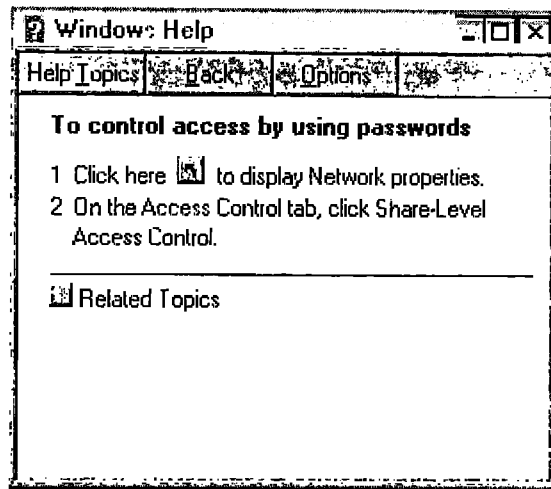 Windows Help
Help Topics Back Options
To control access by using passwords
1 Click here to display Network properties.
2 On the Access Control tab, click Share-Level
Access Control.
Related Topics